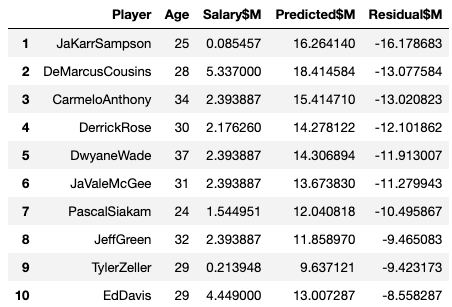 Player Age Salary$M Predicted$M Residual$M
1 JaKarrSampson 25 0.085457 16.264140 -16.178683
2 DeMarcusCousins 28 5.337000 18.414584 -13.077584
3 CarmeloAnthony 34 2.393887 15.414710 -13.020823
4 DerrickRose 30 2.176260 14.278122 -12.101862
5 DwyaneWade 37 2.393887 14.306894 -11.913007
6 JaValeMcGee 31 2.393887 13.673830 -11.279943
7 PascalSiakam 24 1.544951 12.040818 -10.495867
8 JeffGreen 32 2.393887 11.858970 -9.465083
9 TylerZeller 29 0.213948 9.637121 -9.423173
10 EdDavis 29 4.449000 13.007287 -8.558287